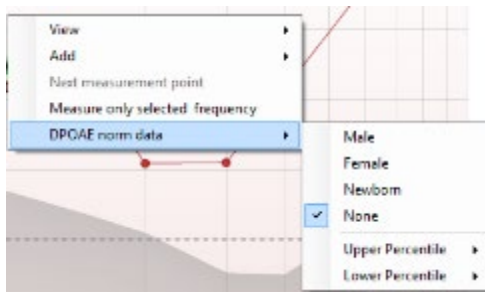 View
Add
Next measurement point
Measure only selected frequency
DPOAE norm data
Male
Female
Newborn
None
Upper Percentile
Lower Percentile